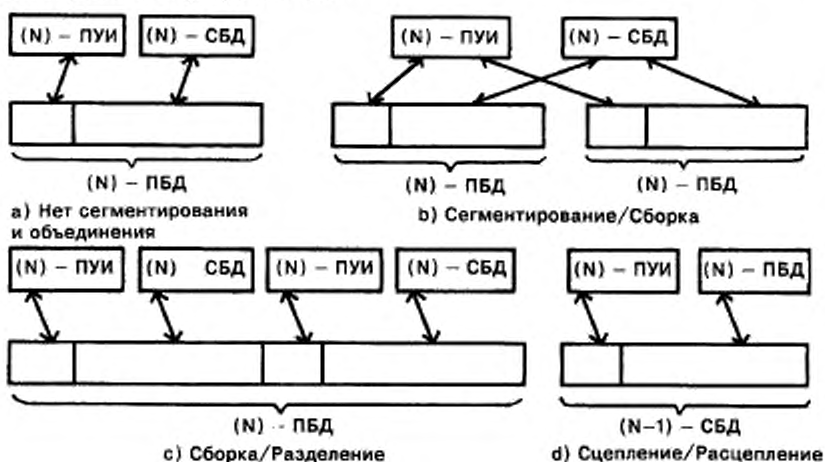 (N) – ПУИ (N) – СБД (N) – ПУИ (N) – СБД
(N) – ПБД (N) – ПБД (N) – ПБД
a) Нет сегментирования
и объединения
b) Сегментирование/Сборка
(N) – ПУИ (N) СБД (N) – ПУИ (N) – СБД (N) – ПУИ (N) – ПБД
(N) – ПБД (N–1) – СБД
c) Сборка/Разделение d) Сцепление/Расцепление